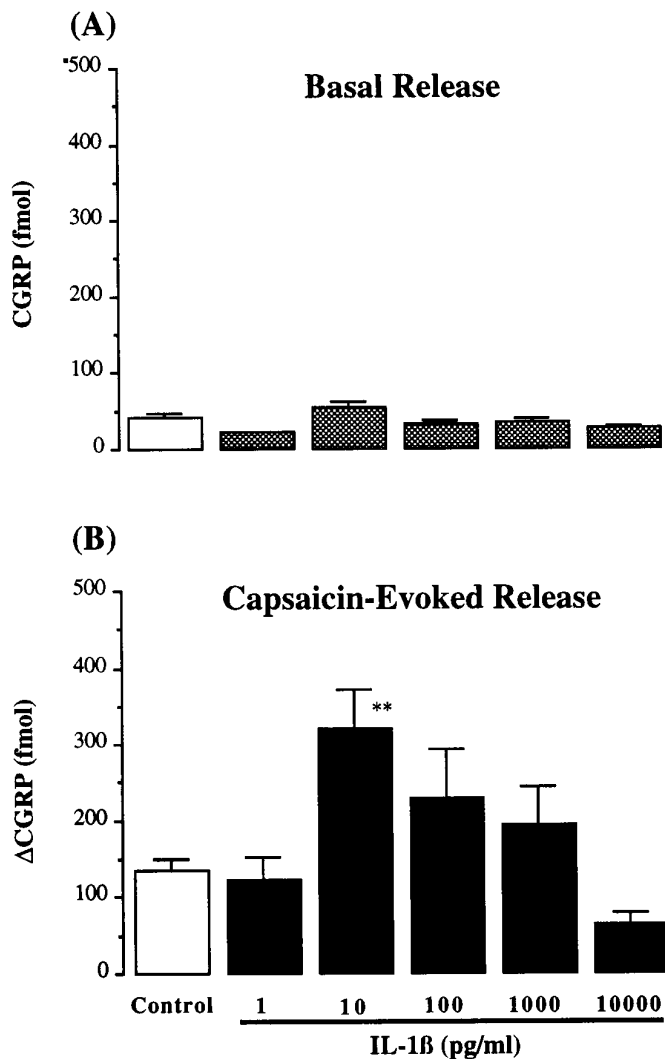 (A)
Basal Release
500
400
300
200
100
0
CGRP (fmol)
(B)
Capsaicin-Evoked Release
500
400
300
200
100
0
ΔCGRP (fmol)
**
Control 1 10 100 1000 10000
IL-1ß (pg/ml)